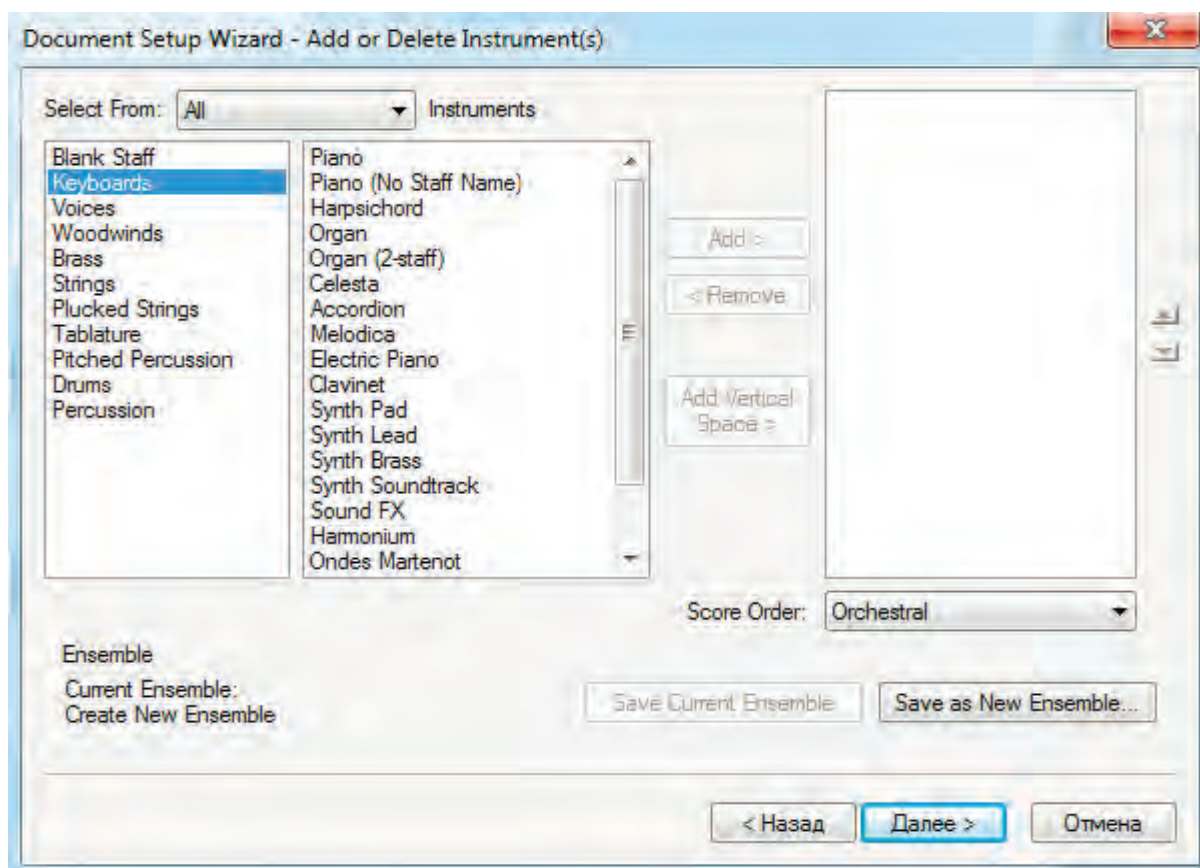 Document Setup Wizard - Add or Delete Instrument(s)
Select From: All Instruments
Blank Staff
Keyboards
Voices
Woodwinds
Brass
Strings
Plucked Strings
Tablature
Pitched Percussion
Drums
Percussion
Piano
Piano (No Staff Name)
Harpsichord
Organ
Organ (2-staff)
Celesta
Accordion
Melodica
Electric Piano
Clavinet
Synth Pad
Synth Lead
Synth Brass
Synth Soundtrack
Sound FX
Harmonium
Ondes Martenot
Add >
< Remove
Add Vertical
Space >
Score Order: Orchestral
Ensemble
Current Ensemble:
Create New Ensemble
Save Current Ensemble
Save as New Ensemble...
< Назад
Далее >
Отмена